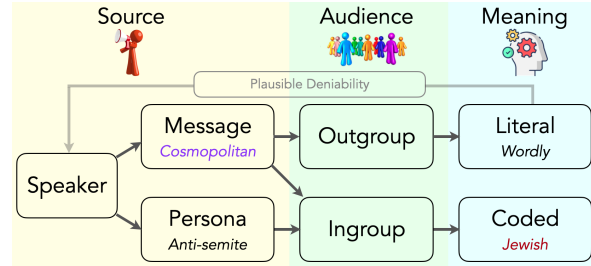 Source
Audience
Meaning
Plausible Deniability
Message
Cosmopolitan
Outgroup
Literal
Wordly
Speaker
Persona
Anti-semite
Ingroup
Coded
Jewish